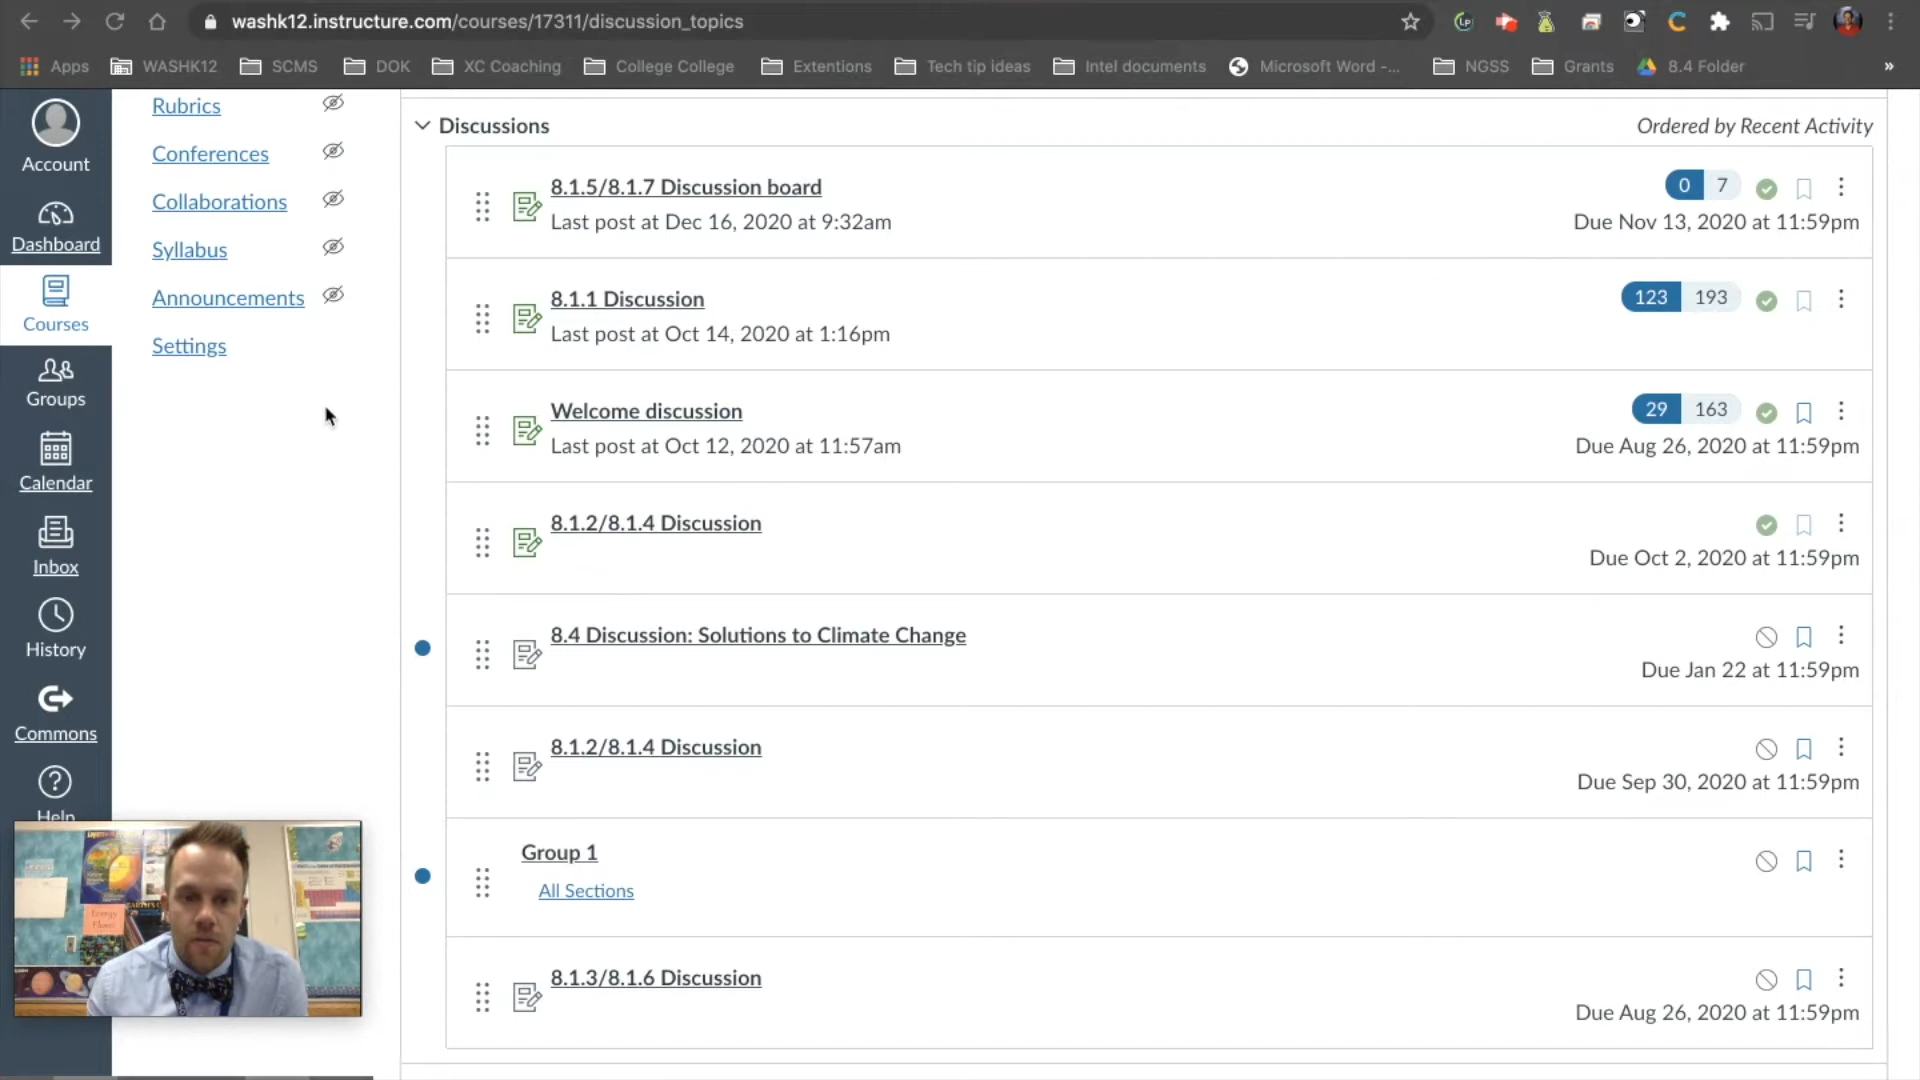 washk12.instructure.com/courses/17311/discussion_topics
Apps WASHK12 SCMS DOK XC Coaching College College Extentions Tech tip ideas Intel documents Microsoft Word -... NGSS Grants 8.4 Folder »
Account
Dashboard
Courses
Groups
Calendar
Inbox
History
Commons
Help
Rubrics
Conferences
Collaborations
Syllabus
Announcements
Settings
Discussions
Ordered by Recent Activity
8.1.5/8.1.7 Discussion board
0 7
Last post at Dec 16, 2020 at 9:32am
Due Nov 13, 2020 at 11:59pm
8.1.1 Discussion
123 193
Last post at Oct 14, 2020 at 1:16pm
Welcome discussion
29 163
Last post at Oct 12, 2020 at 11:57am
Due Aug 26, 2020 at 11:59pm
8.1.2/8.1.4 Discussion
Due Oct 2, 2020 at 11:59pm
8.4 Discussion: Solutions to Climate Change
Due Jan 22 at 11:59pm
8.1.2/8.1.4 Discussion
Due Sep 30, 2020 at 11:59pm
Group 1
All Sections
8.1.3/8.1.6 Discussion
Due Aug 26, 2020 at 11:59pm
Energy